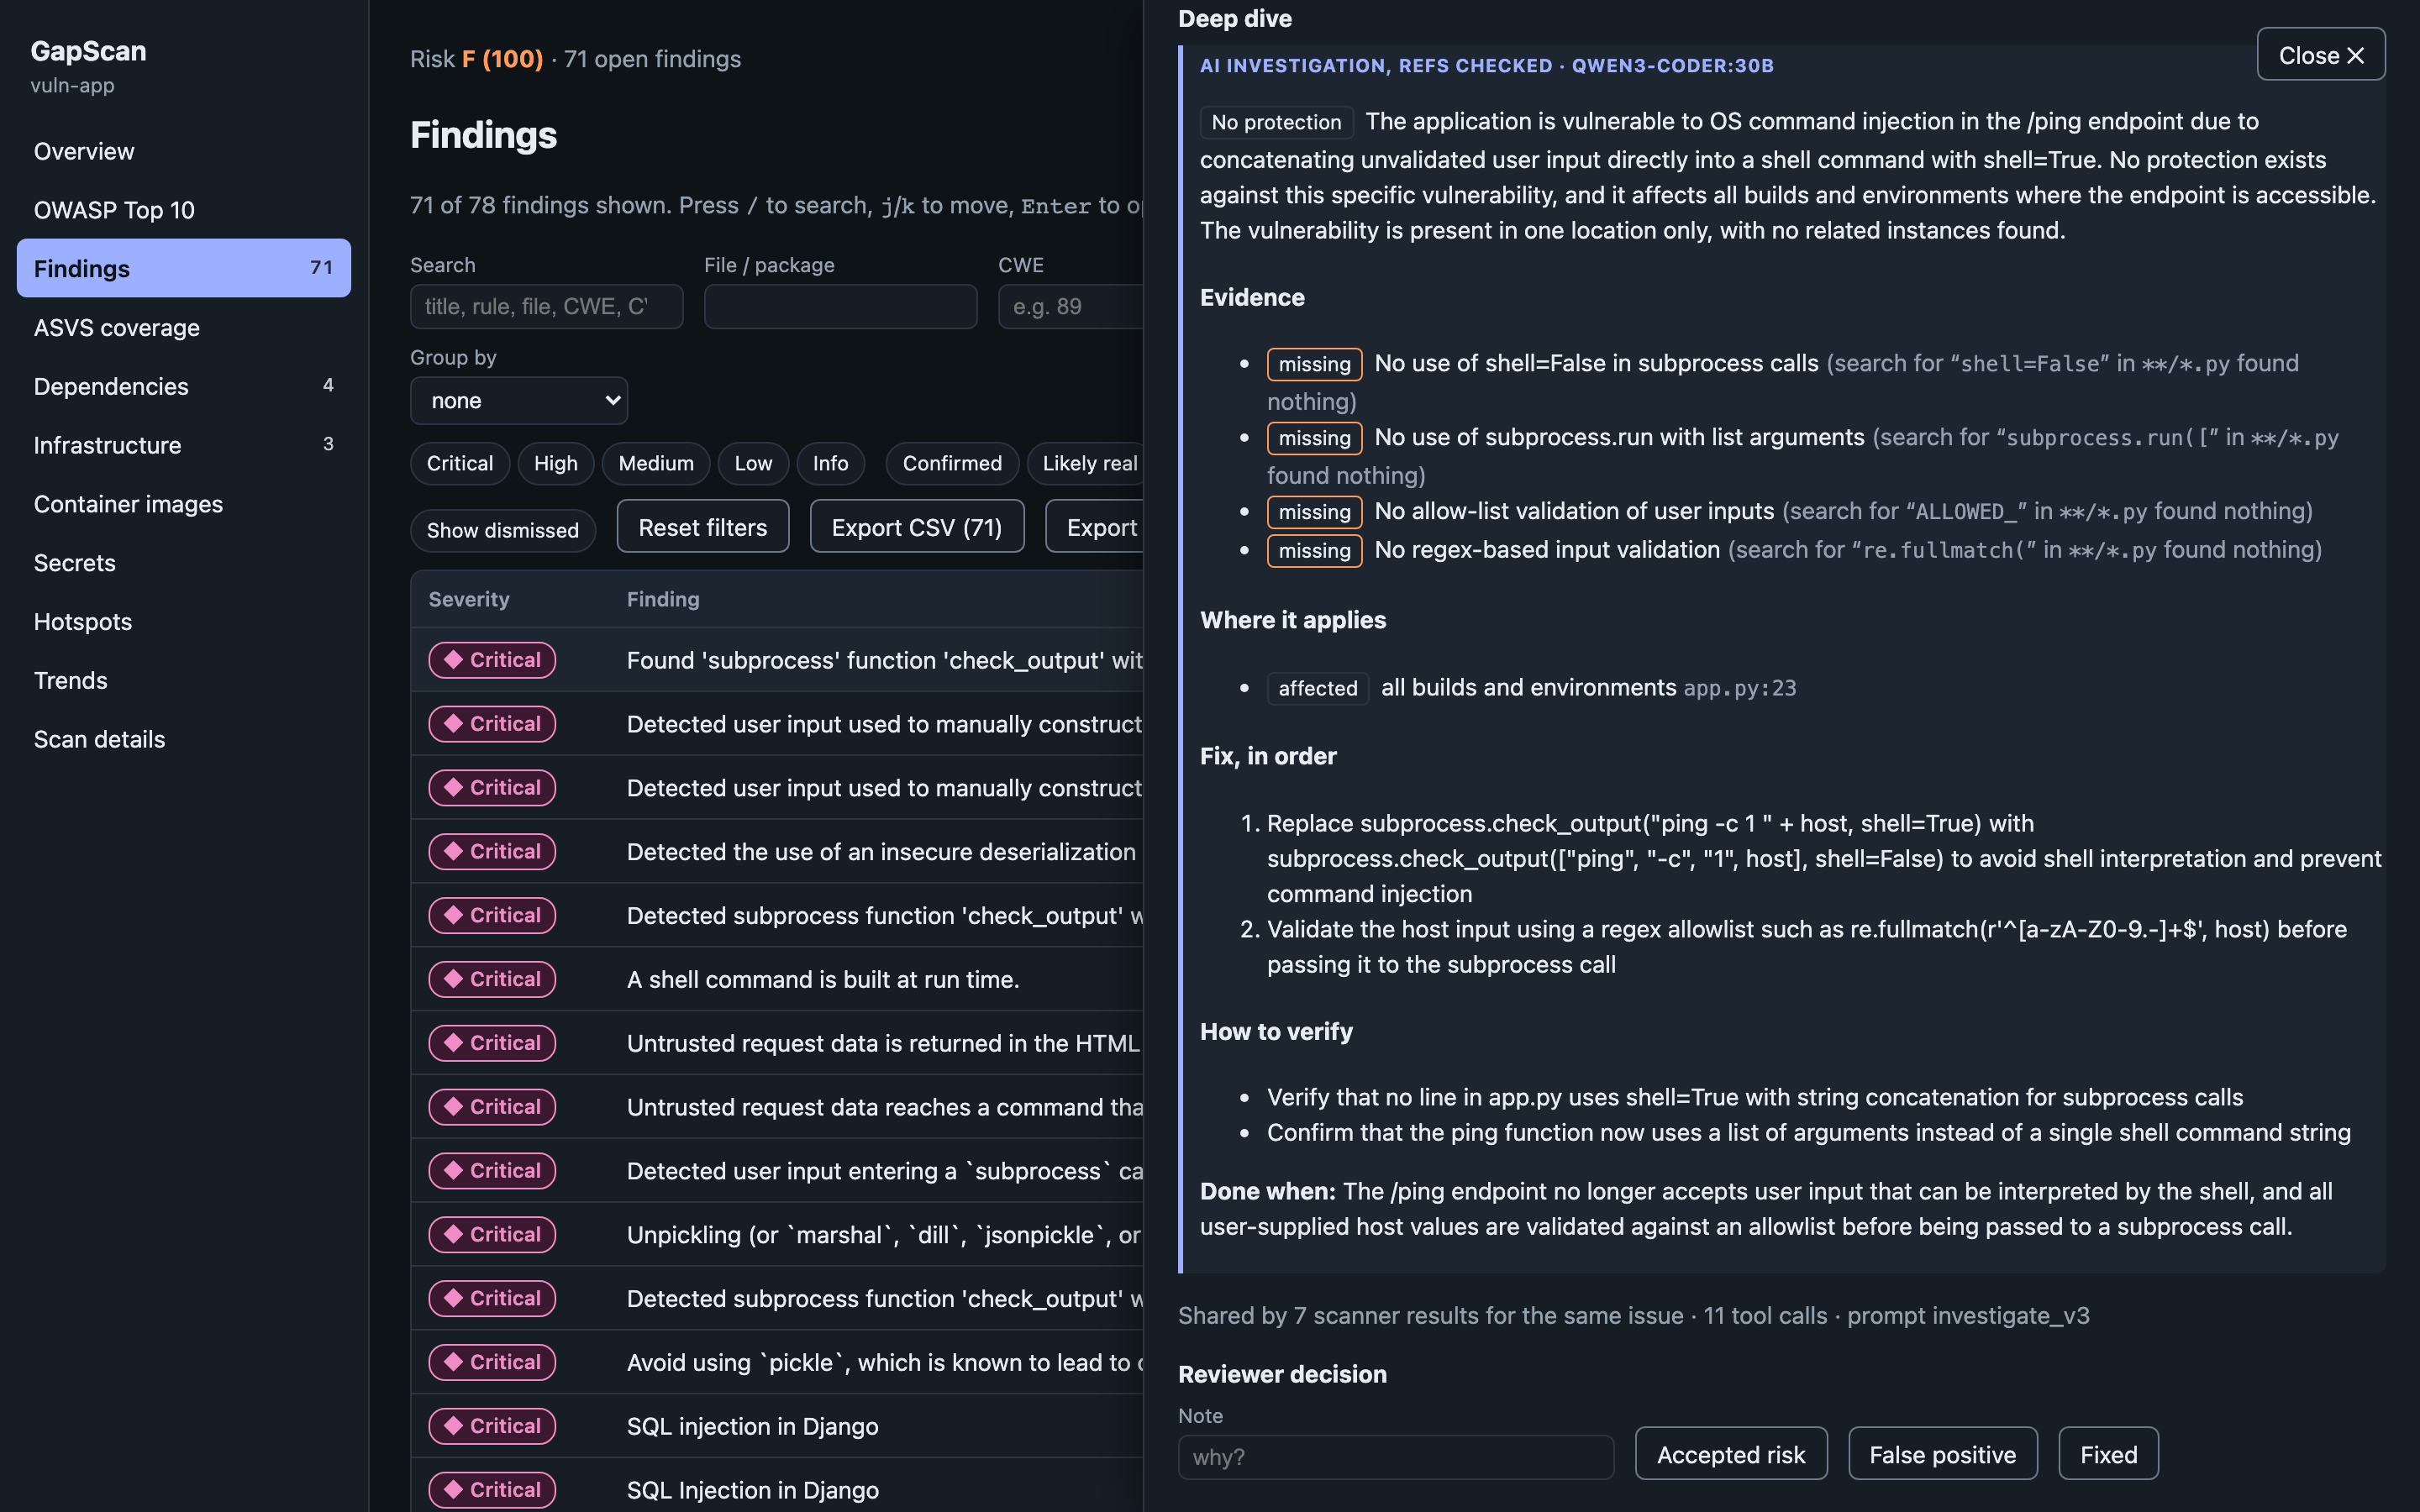 GapScan
vuln-app
Overview
OWASP Top 10
Findings 71
ASVS coverage
Dependencies 4
Infrastructure 3
Container images
Secrets
Hotspots
Trends
Scan details
Risk F (100) · 71 open findings
Findings
71 of 78 findings shown. Press / to search, j/k to move, Enter to o
Search
File / package
CWE
title, rule, file, CWE, C
e.g. 89
Group by
none
Critical
High
Medium
Low
Info
Confirmed
Likely real
Show dismissed
Reset filters
Export CSV (71)
Export
Severity
Finding
Critical Found 'subprocess' function 'check_output' wit
Critical Detected user input used to manually construct
Critical Detected user input used to manually construct
Critical Detected the use of an insecure deserialization
Critical Detected subprocess function 'check_output' w
Critical A shell command is built at run time.
Critical Untrusted request data is returned in the HTML
Critical Untrusted request data reaches a command tha
Critical Detected user input entering a `subprocess` ca
Critical Unpickling (or `marshal`, `dill`, `jsonpickle`, or
Critical Detected subprocess function 'check_output' w
Critical Avoid using `pickle`, which is known to lead to
Critical SQL injection in Django
Critical SQL Injection in Django
Deep dive
Close ✕
AI INVESTIGATION, REFS CHECKED · QWEN3-CODER:30B
No protection The application is vulnerable to OS command injection in the /ping endpoint due to
concatenating unvalidated user input directly into a shell command with shell=True. No protection exists
against this specific vulnerability, and it affects all builds and environments where the endpoint is accessible.
The vulnerability is present in one location only, with no related instances found.
Evidence
• missing No use of shell=False in subprocess calls (search for “shell=False” in **/*.py found
nothing)
• missing No use of subprocess.run with list arguments (search for “subprocess.run([” in **/*.py
found nothing)
• missing No allow-list validation of user inputs (search for “ALLOWED_” in **/*.py found nothing)
• missing No regex-based input validation (search for “re.fullmatch(” in **/*.py found nothing)
Where it applies
• affected all builds and environments app.py:23
Fix, in order
1. Replace subprocess.check_output("ping -c 1 " + host, shell=True) with
subprocess.check_output(["ping", "-c", "1", host], shell=False) to avoid shell interpretation and prevent
command injection
2. Validate the host input using a regex allowlist such as re.fullmatch(r'^[a-zA-Z0-9.-]+$', host) before
passing it to the subprocess call
How to verify
• Verify that no line in app.py uses shell=True with string concatenation for subprocess calls
• Confirm that the ping function now uses a list of arguments instead of a single shell command string
Done when: The /ping endpoint no longer accepts user input that can be interpreted by the shell, and all
user-supplied host values are validated against an allowlist before being passed to a subprocess call.
Shared by 7 scanner results for the same issue · 11 tool calls · prompt investigate_v3
Reviewer decision
Note
why?
Accepted risk
False positive
Fixed